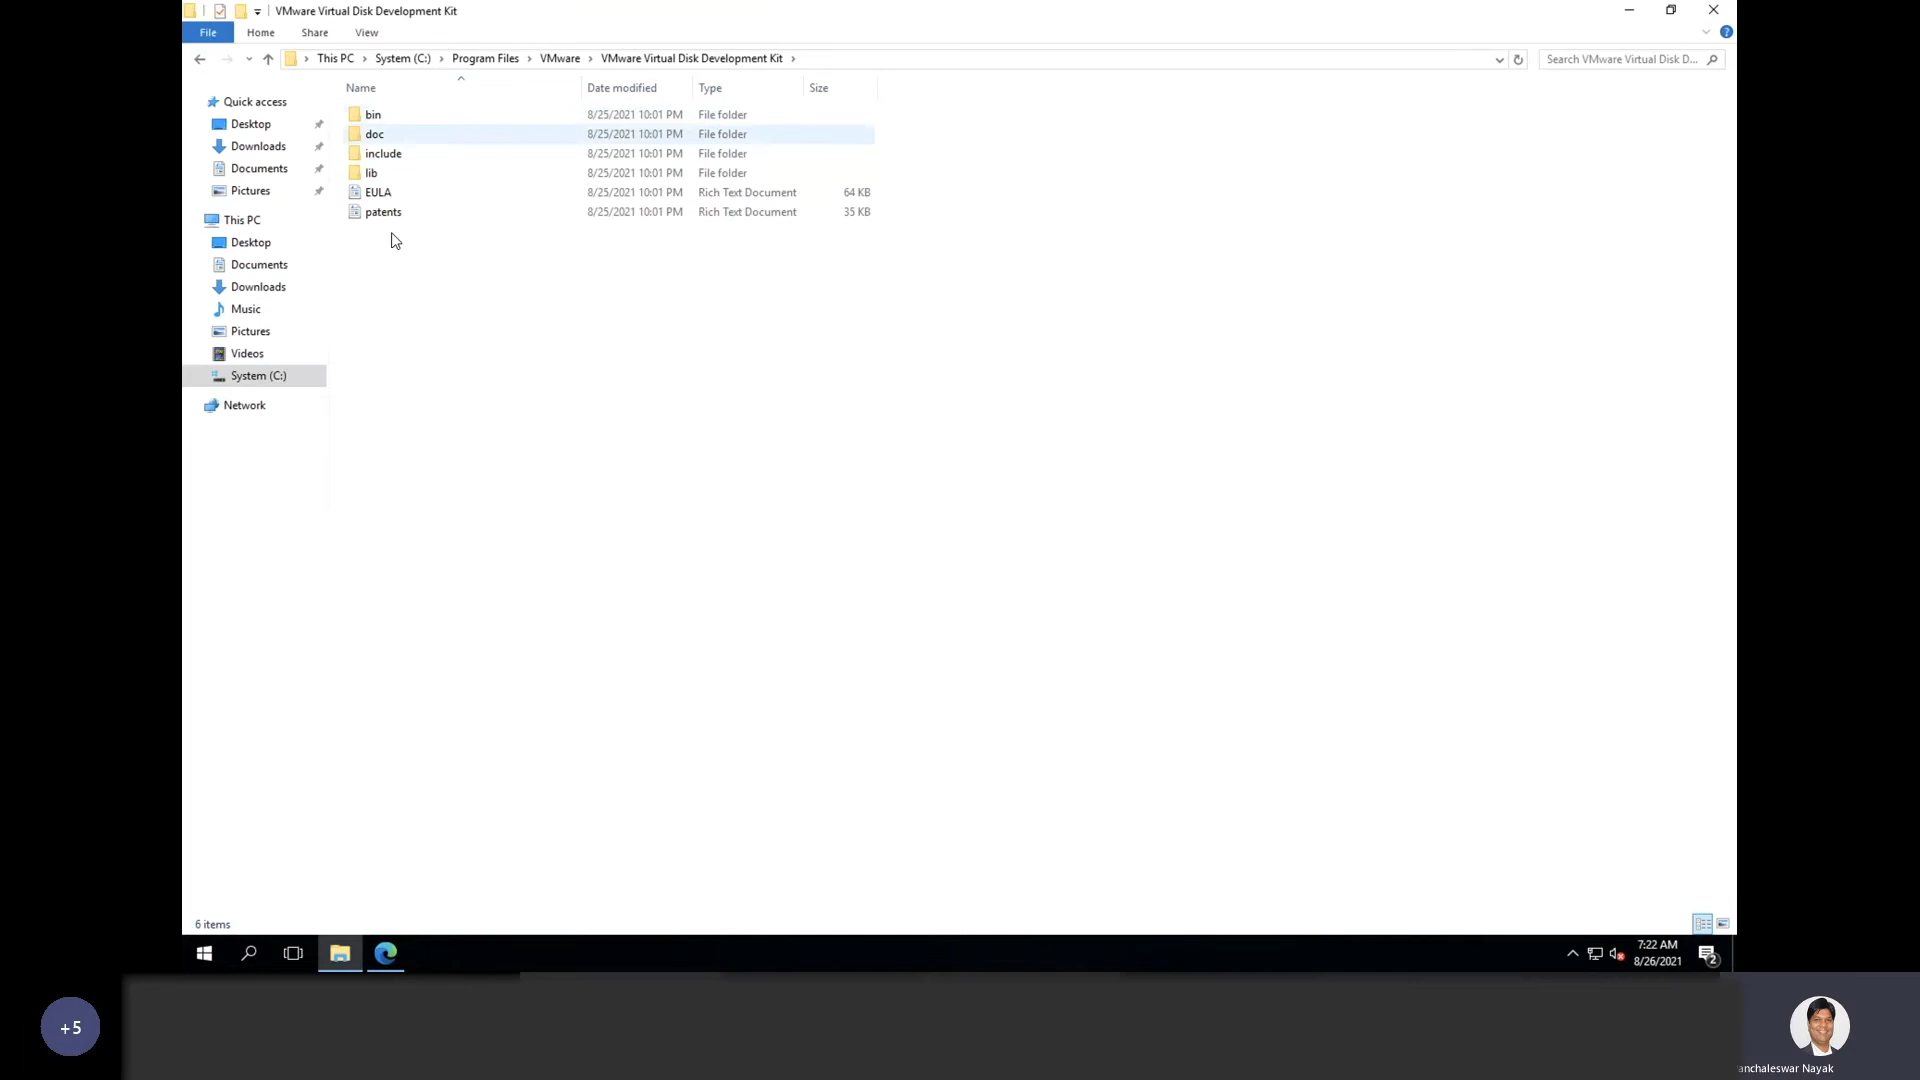 VMware Virtual Disk Development Kit
File Home Share View
This PC System (C:) Program Files VMware VMware Virtual Disk Development Kit Search VMware Virtual Disk D...
Name Date modified Type Size
Quick access
Desktop
Downloads
Documents
Pictures
This PC
Desktop
Documents
Downloads
Music
Pictures
Videos
System (C:)
Network
bin 8/25/2021 10:01 PM File folder
doc 8/25/2021 10:01 PM File folder
include 8/25/2021 10:01 PM File folder
lib 8/25/2021 10:01 PM File folder
EULA 8/25/2021 10:01 PM Rich Text Document 64 KB
patents 8/25/2021 10:01 PM Rich Text Document 35 KB
6 items
7:22 AM
8/26/2021
2
+5
anchaleswar Nayak